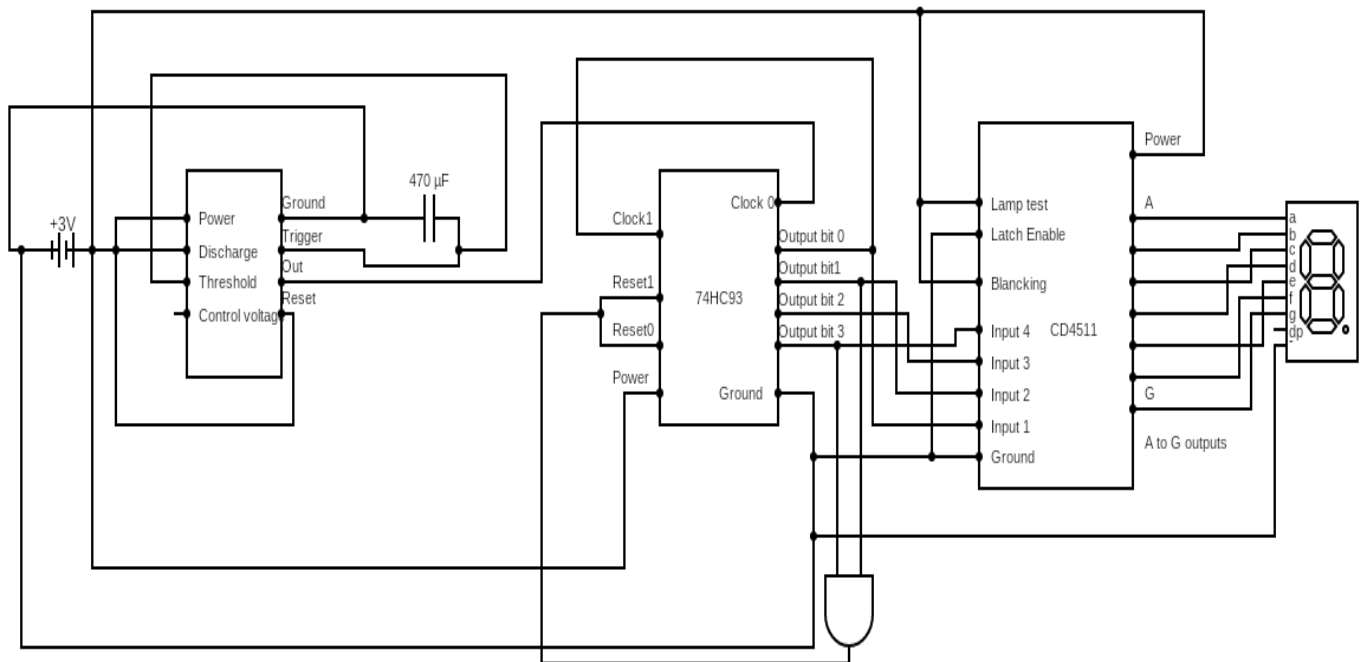 +3V
Power
Discharge
Threshold
Control voltag
Ground
Trigger
Out
Reset
470 µF
Clock1
Reset1
Reset0
Power
74HC93
Clock 0
Output bit 0
Output bit1
Output bit 2
Output bit 3
Ground
Lamp test
Latch Enable
Blancking
Input 4
Input 3
Input 2
Input 1
Ground
CD4511
Power
A
G
A to G outputs
a
b
c
d
e
f
g
dp
-